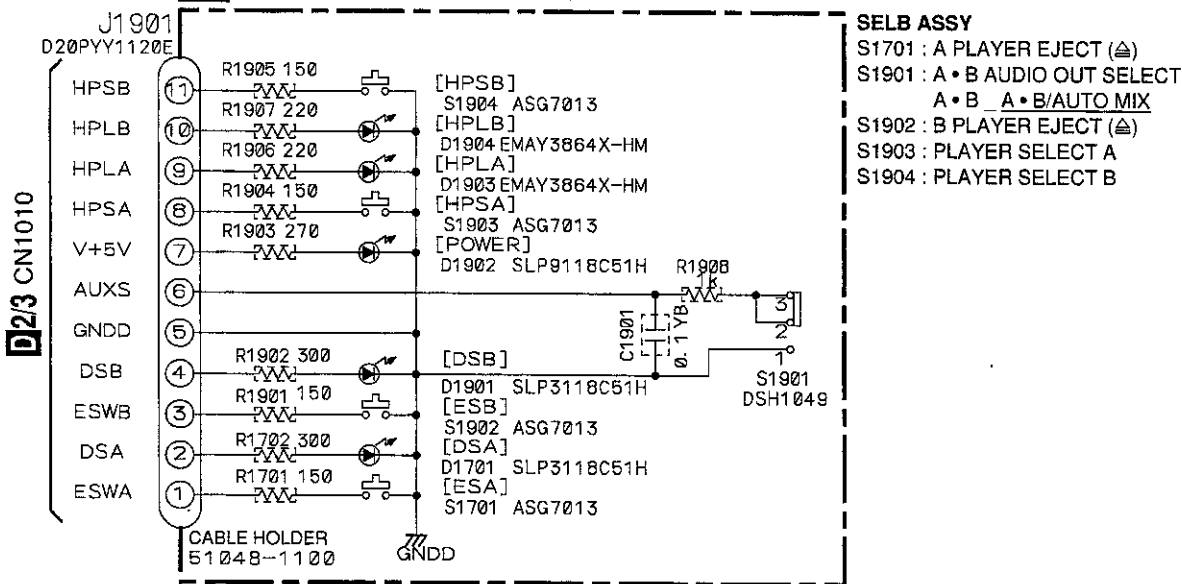 J1901
D20PYY1120E
D2/3 CN1010
HPSB 11 R1905 150 [HPSB]
S1904 ASG7013
HPLB 10 R1907 220 [HPLB]
D1904 EMAY3864X-HM
HPLA 9 R1906 220 [HPLA]
D1903 EMAY3864X-HM
HPSA 8 R1904 150 [HPSA]
S1903 ASG7013
V+5V 7 R1903 270 [POWER]
D1902 SLP9118C51H
AUXS 6
R1908
1k
C1901
0.1 YB
3
2
1
S1901
DSH1049
GNDD 5
DSB 4 R1902 300 [DSB]
D1901 SLP3118C51H
ESWB 3 R1901 150 [ESB]
S1902 ASG7013
DSA 2 R1702 300 [DSA]
D1701 SLP3118C51H
ESWA 1 R1701 150 [ESA]
S1701 ASG7013
CABLE HOLDER
51048-1100
GNDD
SELB ASSY
S1701 : A PLAYER EJECT (≙)
S1901 : A • B AUDIO OUT SELECT
A • B _ A • B/AUTO MIX
S1902 : B PLAYER EJECT (≙)
S1903 : PLAYER SELECT A
S1904 : PLAYER SELECT B